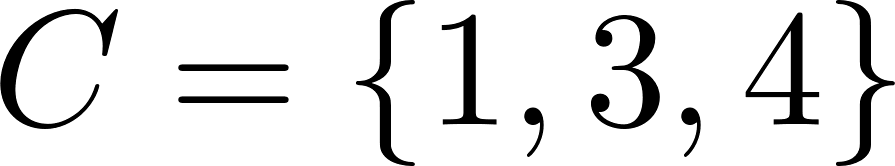 C = {1, 3, 4}